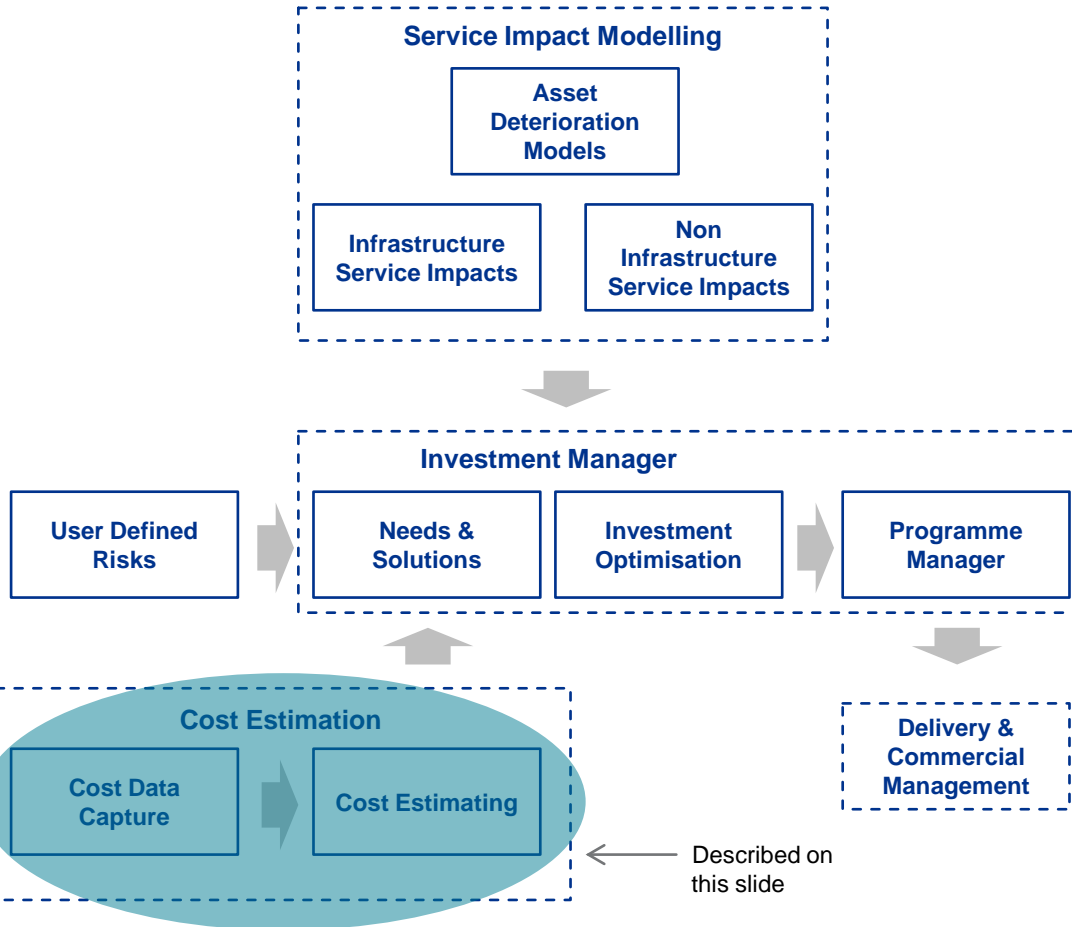 Service Impact Modelling
Asset
Deterioration
Models
Infrastructure
Service Impacts
Non
Infrastructure
Service Impacts
Investment Manager
User Defined
Risks
Needs &
Solutions
Investment
Optimisation
Programme
Manager
Cost Estimation
Cost Data
Capture
Cost Estimating
Delivery &
Commercial
Management
Described on
this slide